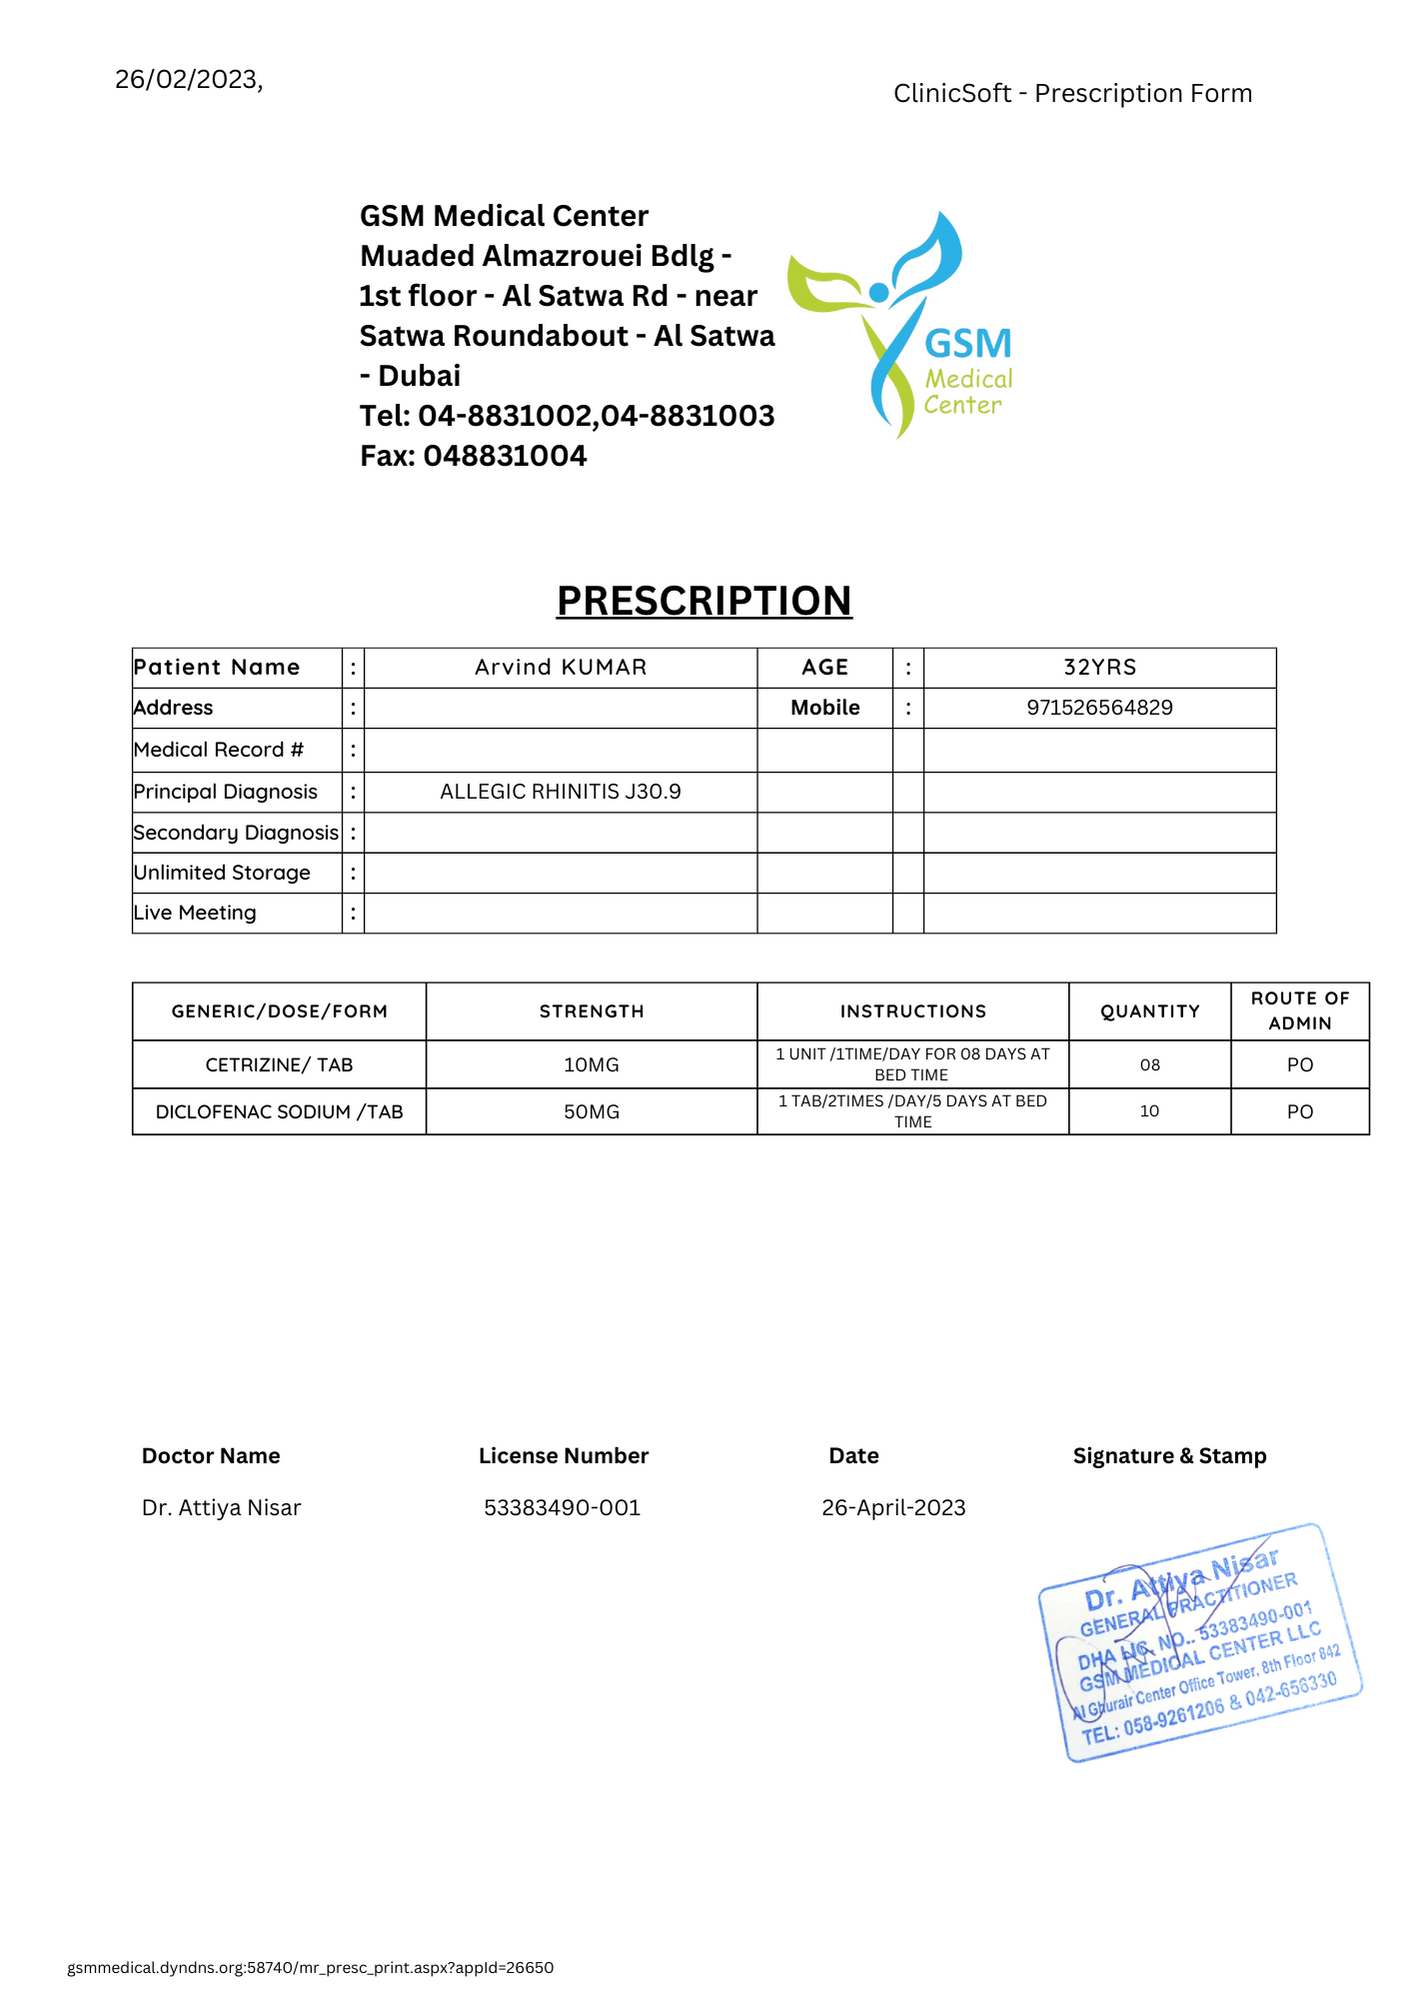 26/02/2023,
ClinicSoft - Prescription Form
GSM Medical Center
Muaded Almazrouei Bdlg -
1st floor - Al Satwa Rd - near
Satwa Roundabout - Al Satwa
- Dubai
Tel: 04-8831002,04-8831003
Fax: 048831004
GSM
Medical
Center
PRESCRIPTION
Patient Name : Arvind KUMAR AGE : 32YRS
Address : Mobile : 971526564829
Medical Record # :
Principal Diagnosis : ALLEGIC RHINITIS J30.9
Secondary Diagnosis :
Unlimited Storage :
Live Meeting :
GENERIC/DOSE/FORM STRENGTH INSTRUCTIONS QUANTITY ROUTE OF
ADMIN
CETRIZINE/ TAB 10MG 1 UNIT /1TIME/DAY FOR 08 DAYS AT
BED TIME 08 PO
DICLOFENAC SODIUM /TAB 50MG 1 TAB/2TIMES /DAY/5 DAYS AT BED
TIME 10 PO
Doctor Name License Number Date Signature & Stamp
Dr. Attiya Nisar 53383490-001 26-April-2023
Dr. Attiya Nisar
GENERAL PRACTITIONER
DHA LIC. NO.. 53383490-001
GSM MEDICAL CENTER LLC
Al Ghurair Center Office Tower, 8th Floor 842
TEL: 058-9261206 & 042-656330
gsmmedical.dyndns.org:58740/mr_presc_print.aspx?appId=26650